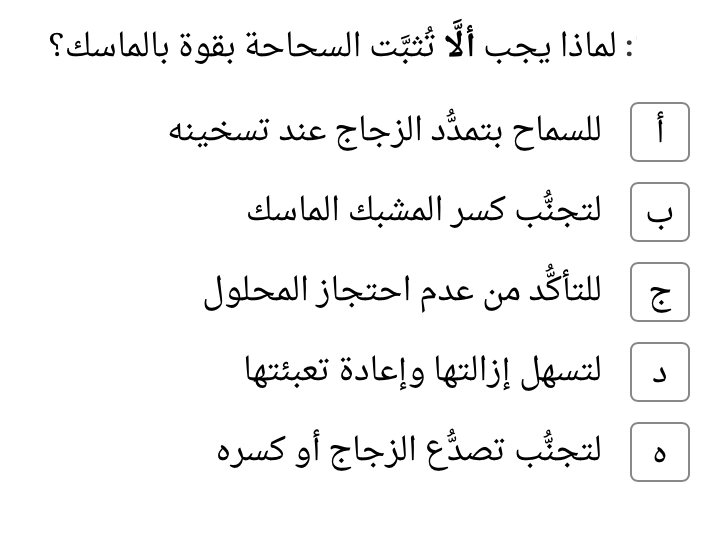 : لماذا يجب ألَّا تُثبَّت السحاحة بقوة بالماسك؟
أ للسماح بتمدُّد الزجاج عند تسخينه
ب لتجنُّب كسر المشبك الماسك
ج للتأكُّد من عدم احتجاز المحلول
د لتسهل إزالتها وإعادة تعبئتها
ه لتجنُّب تصدُّع الزجاج أو كسره